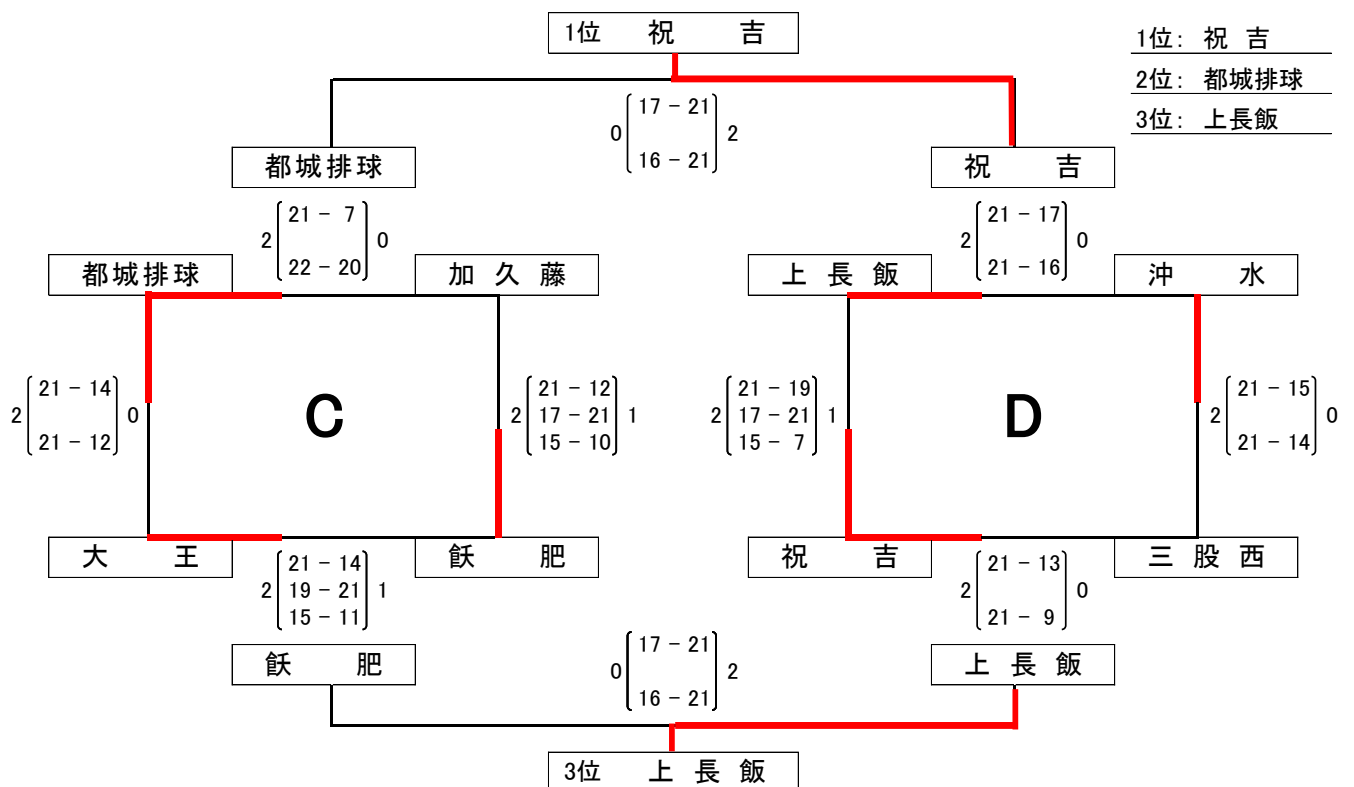 1位 祝 吉
1位: 祝 吉
2位: 都城排球
3位: 上長飯
0 17 - 21 2
16 - 21
都城排球
祝 吉
2 21 - 7 0
22 - 20
2 21 - 17 0
21 - 16
都城排球
加 久 藤
上 長 飯
沖 水
2 21 - 14 0
21 - 12
C
2 21 - 12 1
17 - 21
15 - 10
2 21 - 19 1
17 - 21
15 - 7
D
2 21 - 15 0
21 - 14
大 王
飫 肥
祝 吉
三 股 西
2 21 - 14 1
19 - 21
15 - 11
2 21 - 13 0
21 - 9
飫 肥
0 17 - 21 2
16 - 21
上 長 飯
3位 上 長 飯